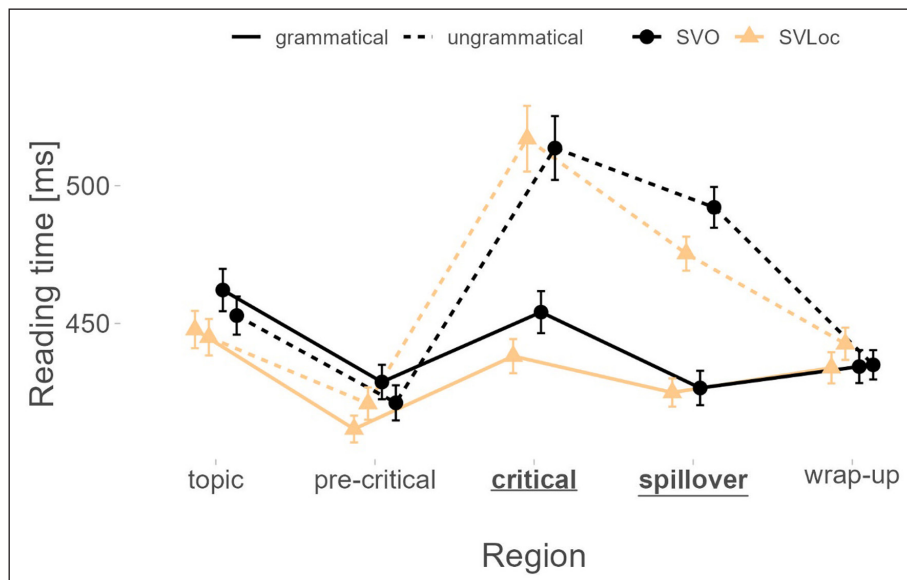 grammatical ungrammatical SVO SVLoc
Reading time [ms]
500
450
topic pre-critical critical spillover wrap-up
Region